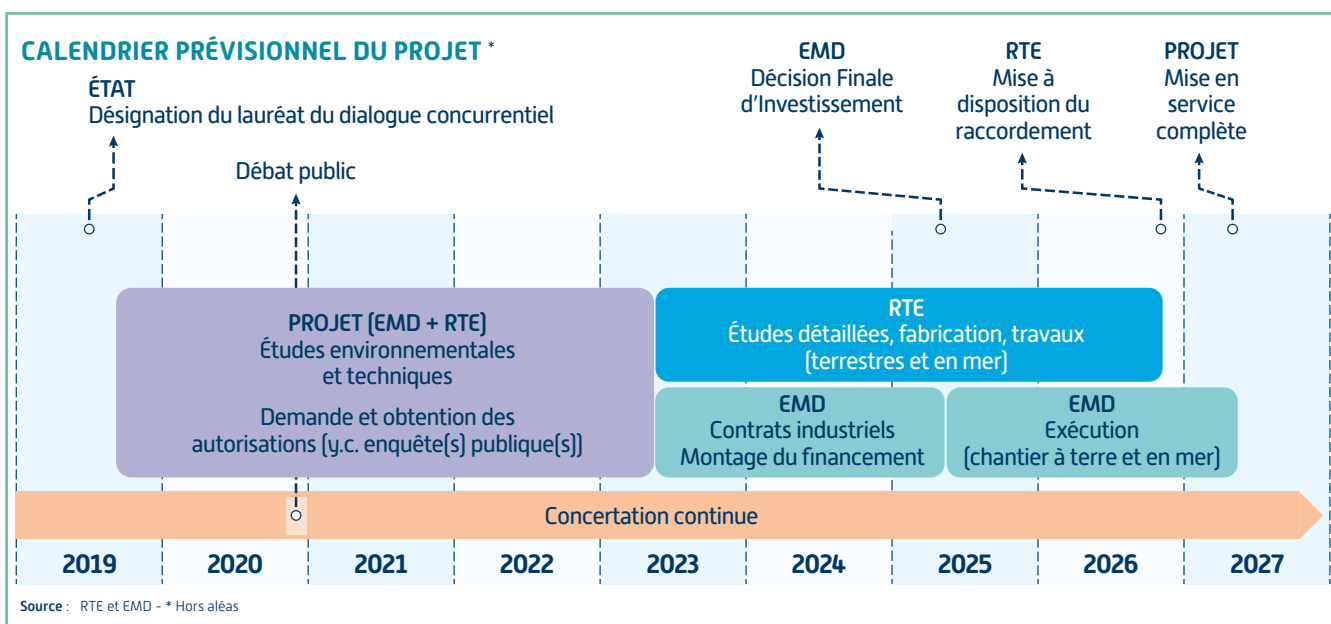 CALENDRIER PRÉVISIONNEL DU PROJET *
ÉTAT
Désignation du lauréat du dialogue concurrentiel
Débat public
EMD
Décision Finale
d'Investissement
RTE
Mise à
disposition du
raccordement
PROJET
Mise en
service
complète
PROJET (EMD + RTE)
Études environnementales
et techniques
Demande et obtention des
autorisations (y.c. enquête(s) publique(s))
RTE
Études détaillées, fabrication, travaux
(terrestres et en mer)
EMD
Contrats industriels
Montage du financement
EMD
Exécution
(chantier à terre et en mer)
Concertation continue
2019 2020 2021 2022 2023 2024 2025 2026 2027
Source : RTE et EMD - * Hors aléas